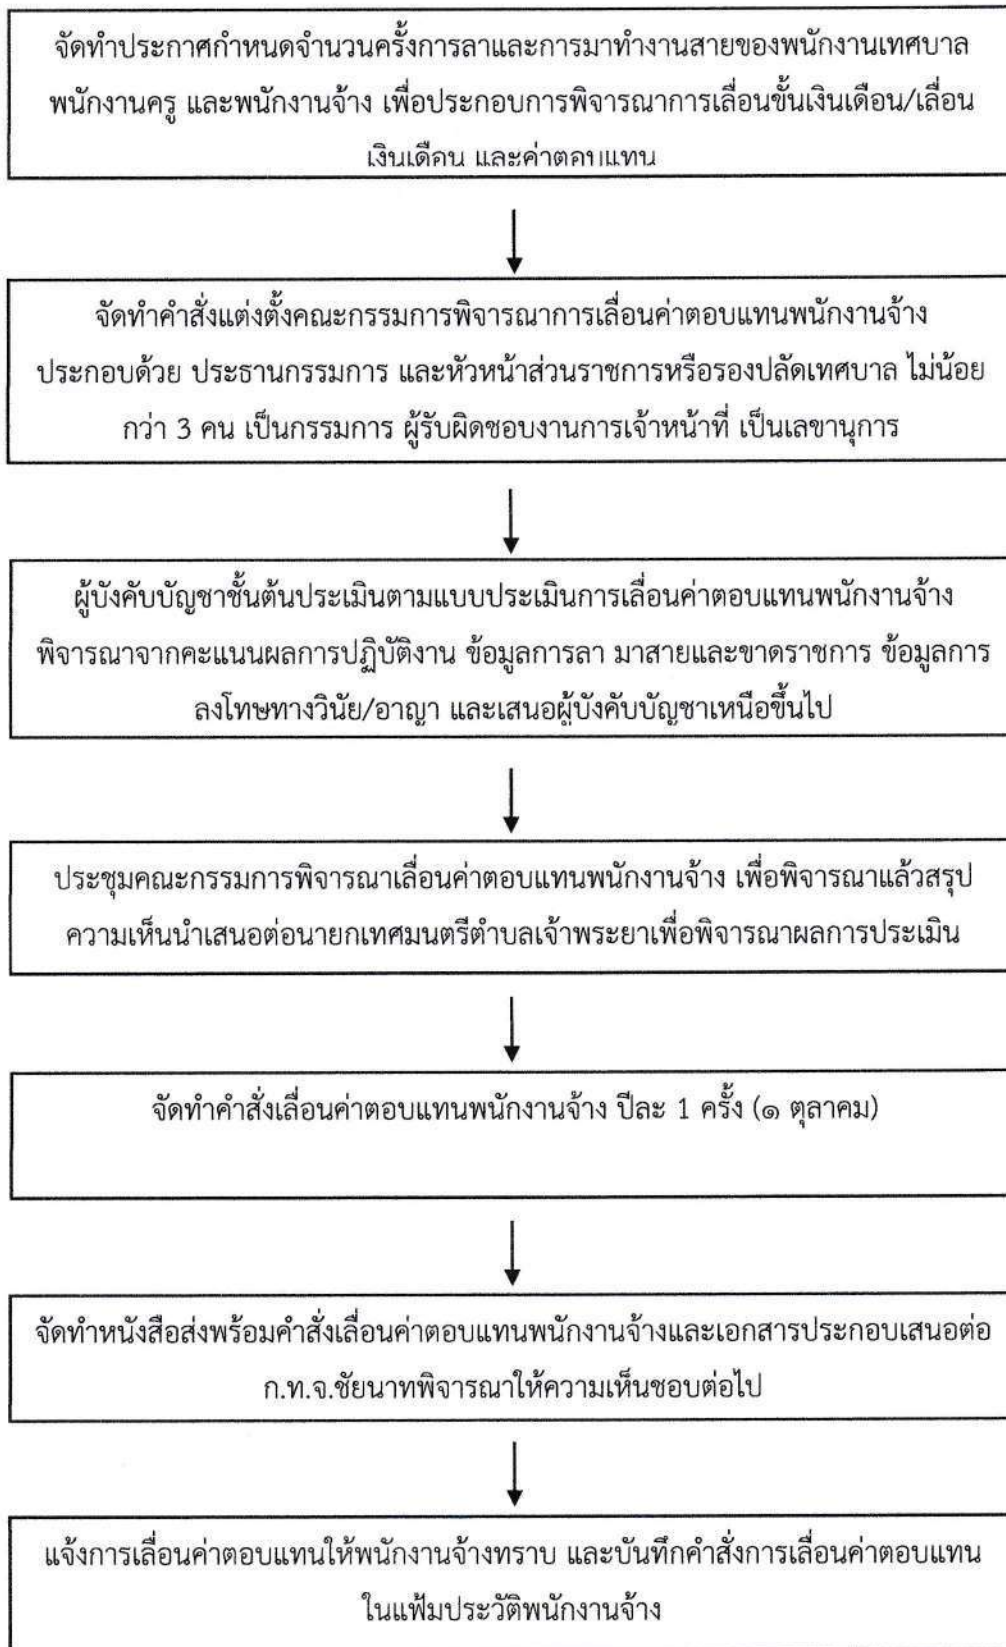 จัดทำประกาศกำหนดจำนวนครั้งการลาและการมาทำงานสายของพนักงานเทศบาล
พนักงานครู และพนักงานจ้าง เพื่อประกอบการพิจารณาการเลื่อนขั้นเงินเดือน/เลื่อน
เงินเดือน และค่าตอบแทน
จัดทำคำสั่งแต่งตั้งคณะกรรมการพิจารณาการเลื่อนค่าตอบแทนพนักงานจ้าง
ประกอบด้วย ประธานกรรมการ และหัวหน้าส่วนราชการหรือรองปลัดเทศบาล ไม่น้อย
กว่า 3 คน เป็นกรรมการ ผู้รับผิดชอบงานการเจ้าหน้าที่ เป็นเลขานุการ
ผู้บังคับบัญชาชั้นต้นประเมินตามแบบประเมินการเลื่อนค่าตอบแทนพนักงานจ้าง
พิจารณาจากคะแนนผลการปฏิบัติงาน ข้อมูลการลา มาสายและขาดราชการ ข้อมูลการ
ลงโทษทางวินัย/อาญา และเสนอผู้บังคับบัญชาเหนือขึ้นไป
ประชุมคณะกรรมการพิจารณาเลื่อนค่าตอบแทนพนักงานจ้าง เพื่อพิจารณาแล้วสรุป
ความเห็นนำเสนอต่อนายกเทศมนตรีตำบลเจ้าพระยาเพื่อพิจารณาผลการประเมิน
จัดทำคำสั่งเลื่อนค่าตอบแทนพนักงานจ้าง ปีละ 1 ครั้ง (๑ ตุลาคม)
จัดทำหนังสือส่งพร้อมคำสั่งเลื่อนค่าตอบแทนพนักงานจ้างและเอกสารประกอบเสนอต่อ
ก.ท.จ.ชัยนาทพิจารณาให้ความเห็นชอบต่อไป
แจ้งการเลื่อนค่าตอบแทนให้พนักงานจ้างทราบ และบันทึกคำสั่งการเลื่อนค่าตอบแทน
ในแฟ้มประวัติพนักงานจ้าง